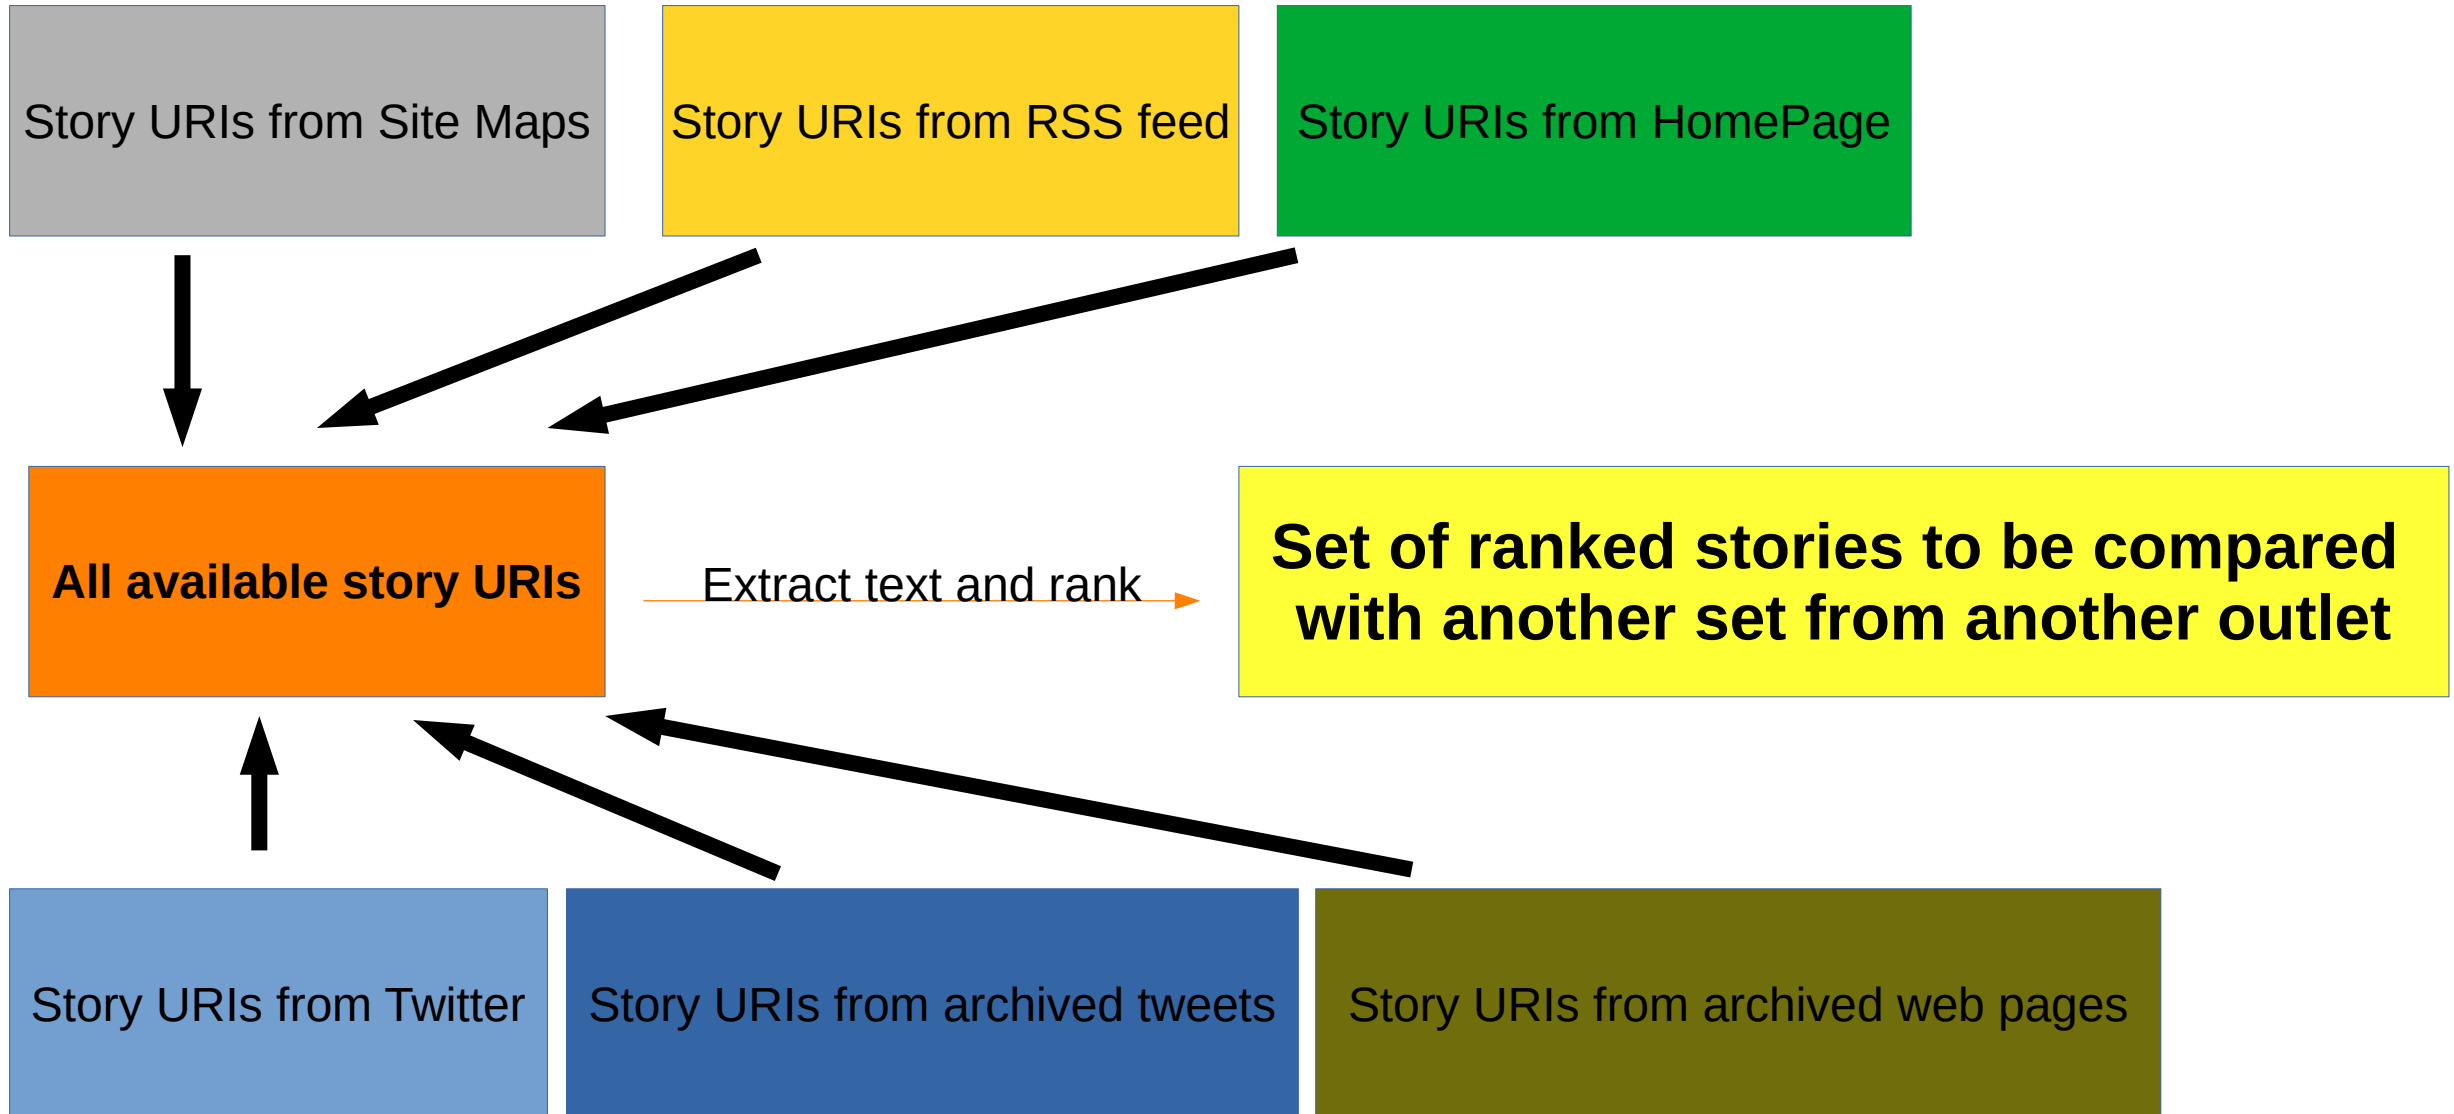 Story URIs from Site Maps
Story URIs from RSS feed
Story URIs from HomePage
All available story URIs
Extract text and rank
Set of ranked stories to be compared
with another set from another outlet
Story URIs from Twitter
Story URIs from archived tweets
Story URIs from archived web pages